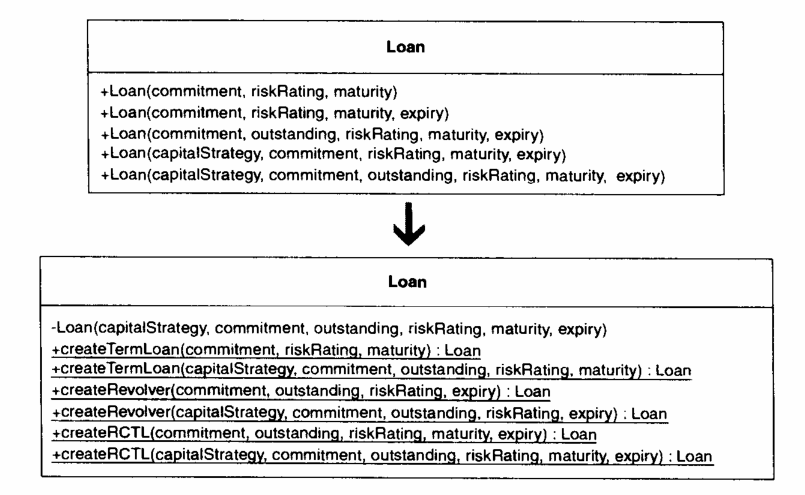 Loan
+Loan(commitment, riskRating, maturity)
+Loan(commitment, riskRating, maturity, expiry)
+Loan(commitment, outstanding, riskRating, maturity, expiry)
+Loan(capitalStrategy, commitment, riskRating, maturity, expiry)
+Loan(capitalStrategy, commitment, outstanding, riskRating, maturity, expiry)
Loan
-Loan(capitalStrategy, commitment, outstanding, riskRating, maturity, expiry)
+createTermLoan(commitment, riskRating, maturity) : Loan
+createTermLoan(capitalStrategy, commitment, outstanding, riskRating, maturity) : Loan
+createRevolver(commitment, outstanding, riskRating, expiry) : Loan
+createRevolver(capitalStrategy, commitment, outstanding, riskRating, expiry) : Loan
+createRCTL(commitment, outstanding, riskRating, maturity, expiry) : Loan
+createRCTL(capitalStrategy, commitment, outstanding, riskRating, maturity, expiry) : Loan